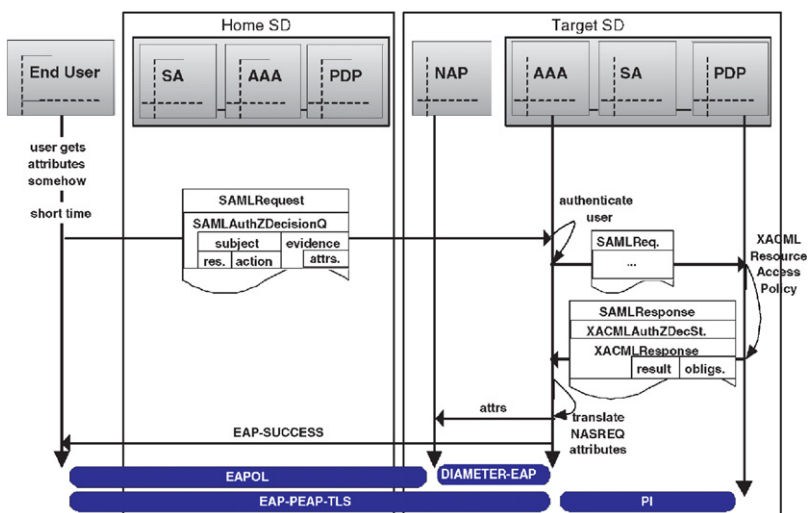 Home SD
Target SD
End User
SA
AAA
PDP
NAP
AAA
SA
PDP
user gets
attributes
somehow
short time
SAMLRequest
SAMLAuthZDecisionQ
subject
evidence
res.
action
attrs.
authenticate
user
SAMLReq.
...
XACML
Resource
Access
Policy
SAMLResponse
XACMLAuthZDecSt.
XACMLResponse
result
obligs.
attrs
translate
NASREQ
attributes
EAP-SUCCESS
EAPOL
DIAMETER-EAP
EAP-PEAP-TLS
PI